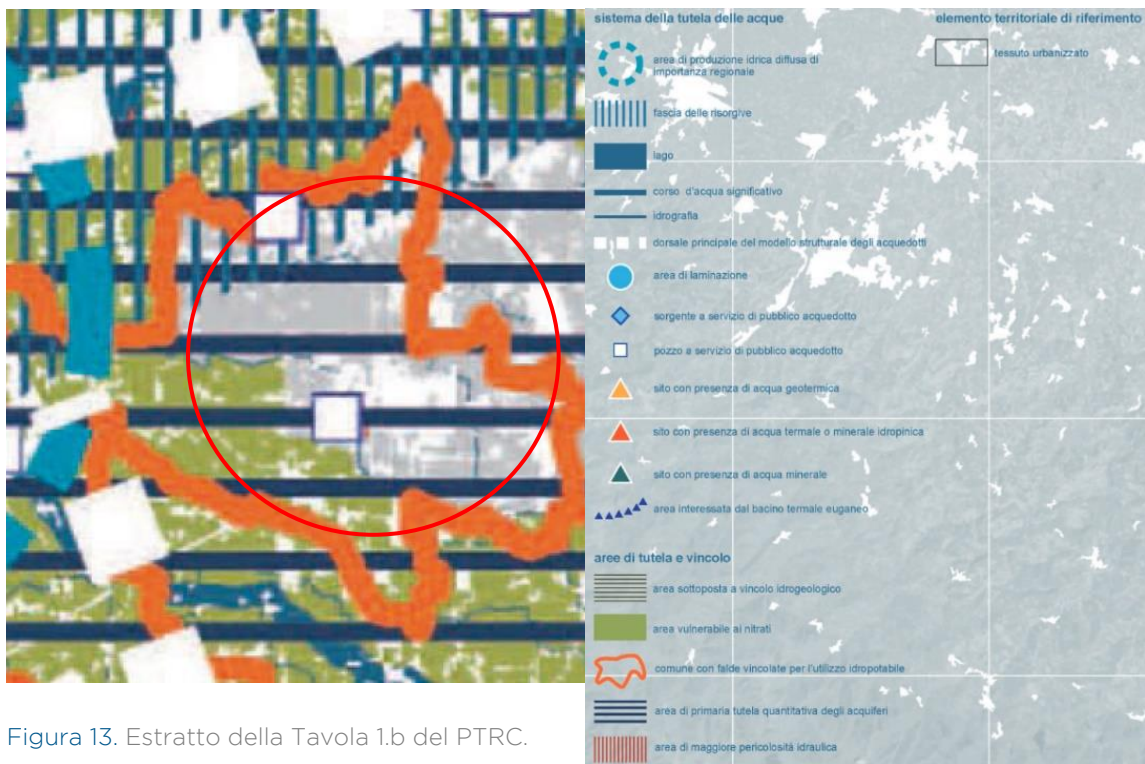 sistema della tutela delle acque
elemento territoriale di riferimento
tessuto urbanizzato
area di produzione idrica diffusa di
importanza regionale
fascia delle risorgive
lago
corso d'acqua significativo
idrografia
dorsale principale del modello strutturale degli acquedotti
area di laminazione
sorgente a servizio di pubblico acquedotto
pozzo a servizio di pubblico acquedotto
sito con presenza di acqua geotermica
sito con presenza di acqua termale o minerale idropinica
sito con presenza di acqua minerale
area interessata dal bacino termale euganeo
aree di tutela e vincolo
area sottoposta a vincolo idrogeologico
area vulnerabile ai nitrati
comune con falde vincolate per l'utilizzo idropotabile
area di primaria tutela quantitativa degli acquiferi
area di maggiore pericolosità idraulica
Figura 13. Estratto della Tavola 1.b del PTRC.